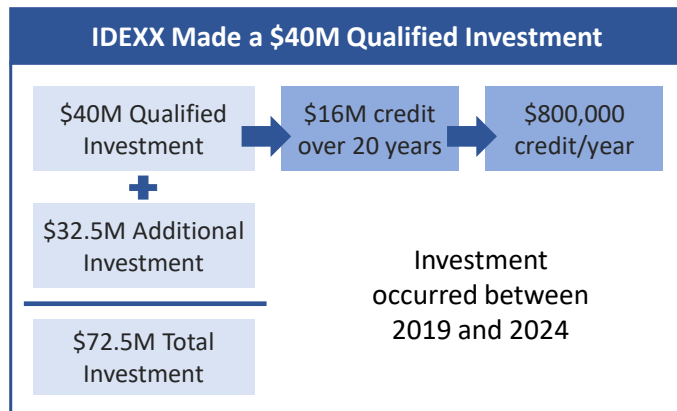 IDEXX Made a $40M Qualified Investment
$40M Qualified
Investment
$16M credit
over 20 years
$800,000
credit/year
$32.5M Additional
Investment
Investment
occurred between
2019 and 2024
$72.5M Total
Investment